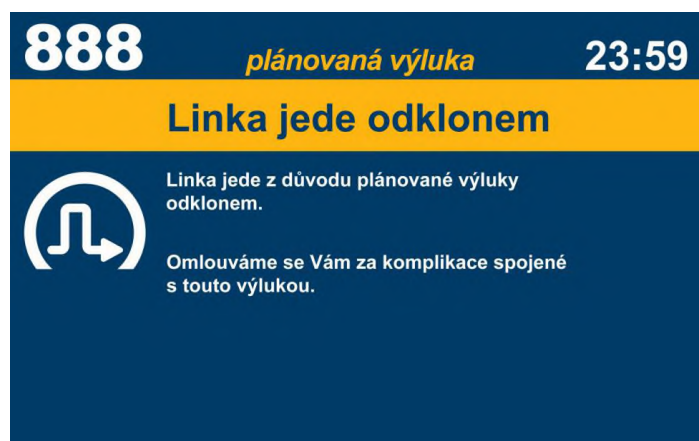 888 plánovaná výluka 23:59
Linka jede odklonem
Linka jede z důvodu plánované výluky
odklonem.
Omlouváme se Vám za komplikace spojené
s touto výlukou.